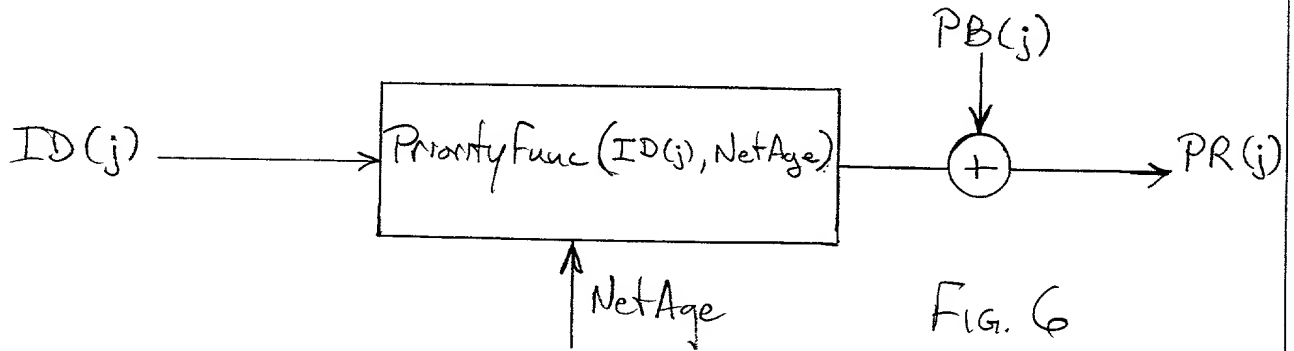 PB(j)
ID(j)
PriorityFunc(ID(j), NetAge)
+
PR(j)
NetAge
FIG. 6